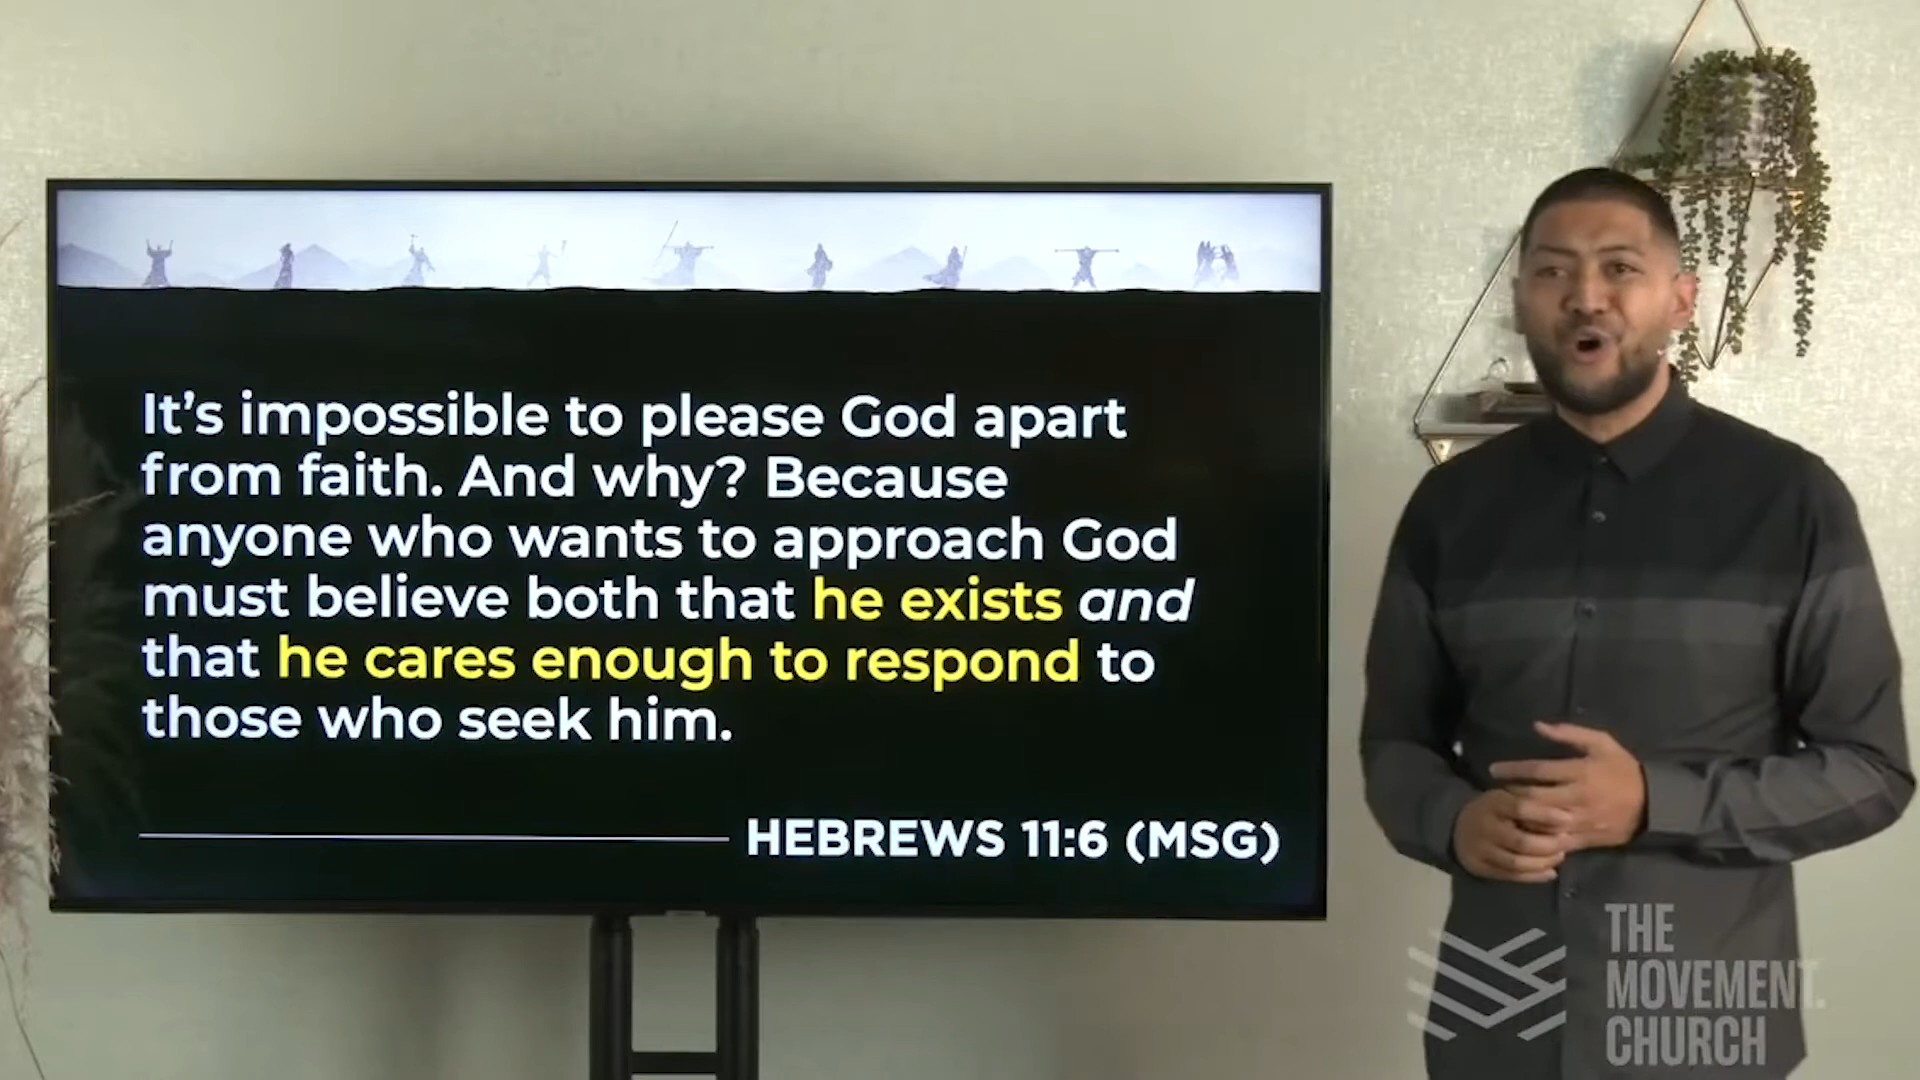 It's impossible to please God apart
from faith. And why? Because
anyone who wants to approach God
must believe both that he exists and
that he cares enough to respond to
those who seek him.
HEBREWS 11:6 (MSG)
THE
MOVEMENT.
CHURCH